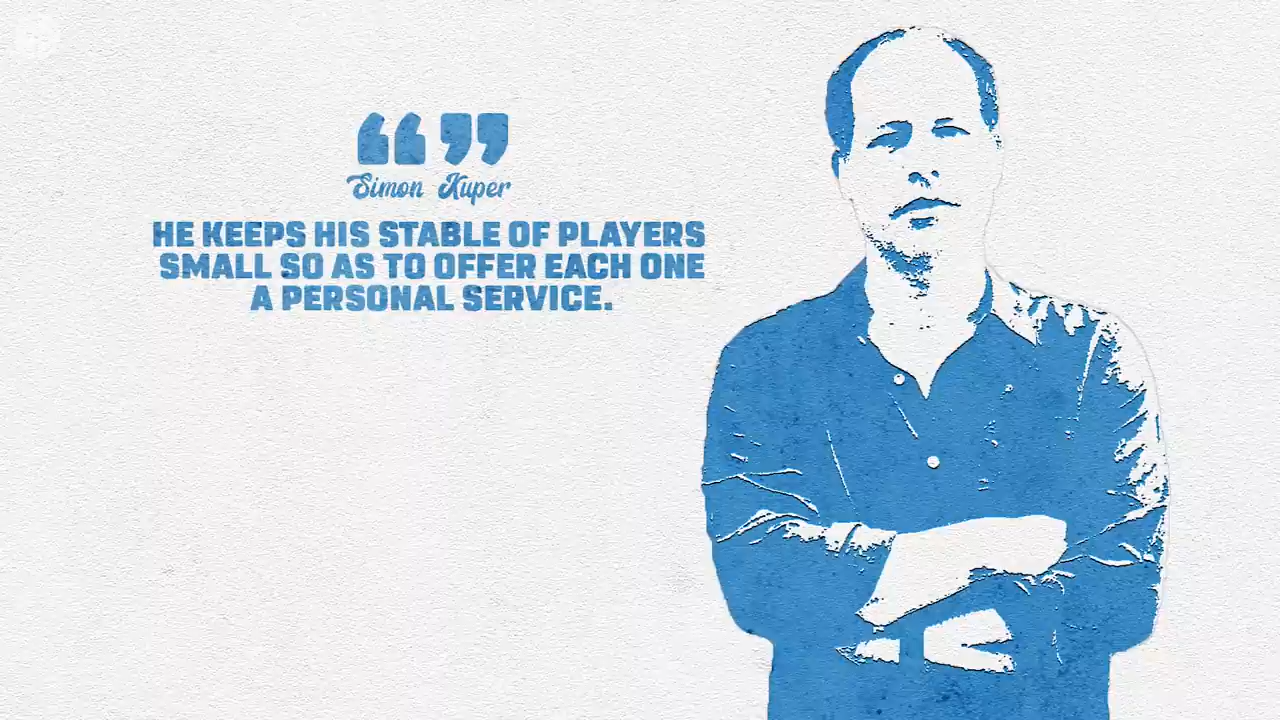 Simon Kuper
HE KEEPS HIS STABLE OF PLAYERS
SMALL SO AS TO OFFER EACH ONE
A PERSONAL SERVICE.